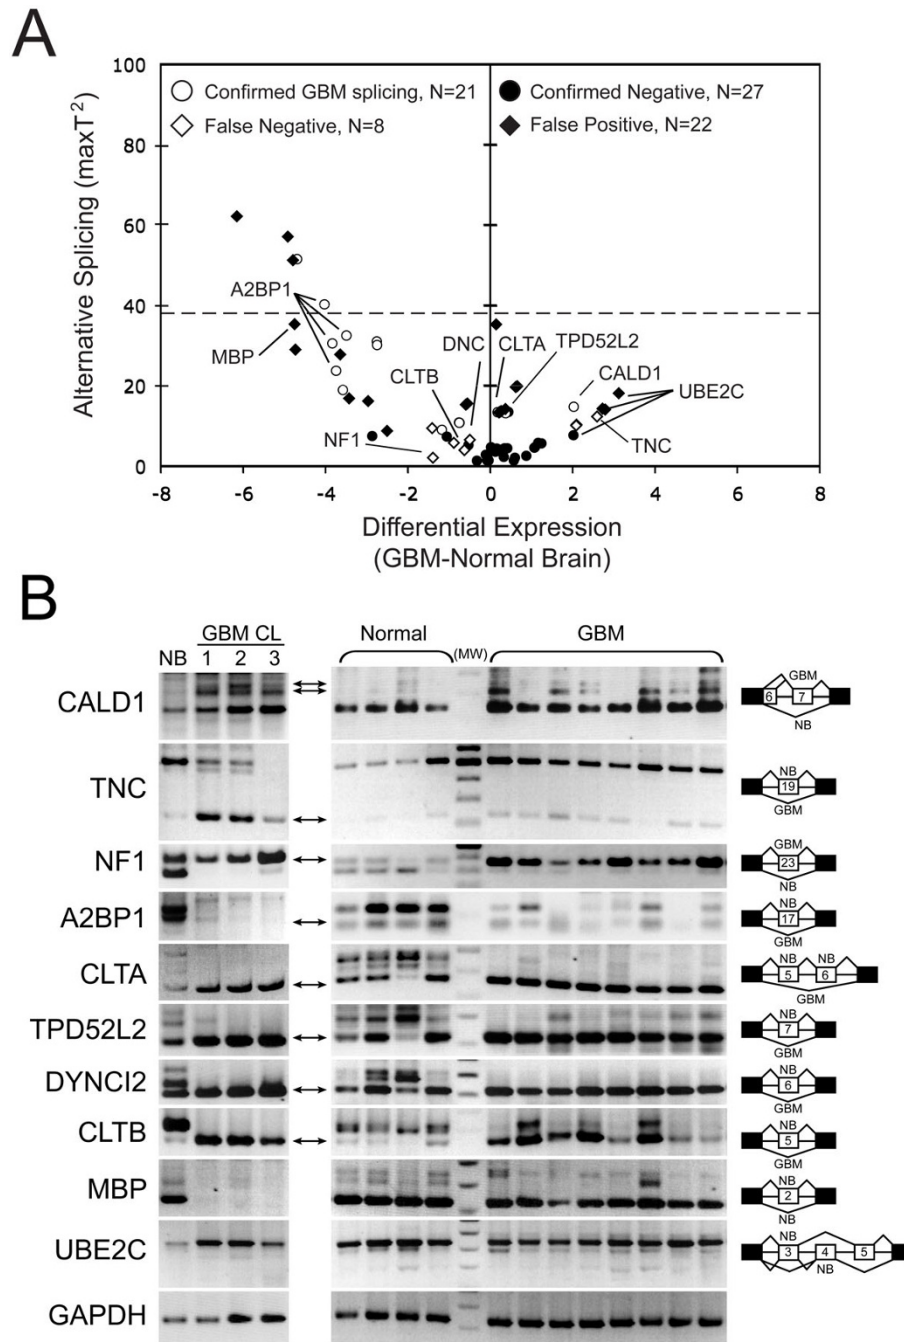 A
100
80
60
40
20
0
Alternative Splicing (maxT²)
Confirmed GBM splicing, N=21
False Negative, N=8
Confirmed Negative, N=27
False Positive, N=22
A2BP1
MBP
DNC
CLTA
TPD52L2
CLTB
CALD1
UBE2C
NF1
TNC
-8 -6 -4 -2 0 2 4 6 8
Differential Expression
(GBM-Normal Brain)
B
GBM CL Normal (MW) GBM
NB 1 2 3
CALD1
GBM
6 7
NB
TNC
NB
19
GBM
NF1
GBM
23
NB
A2BP1
NB
17
GBM
CLTA
NB NB
5 6
GBM
TPD52L2
NB
7
GBM
DYNCI2
NB
6
GBM
CLTB
NB
5
GBM
MBP
NB
2
NB
UBE2C
NB
3 4 5
NB
GAPDH